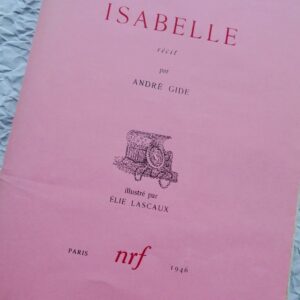 ISABELLE
récit
par
ANDRÉ GIDE
illustré par
ÉLIE LASCAUX
PARIS nrf 1946